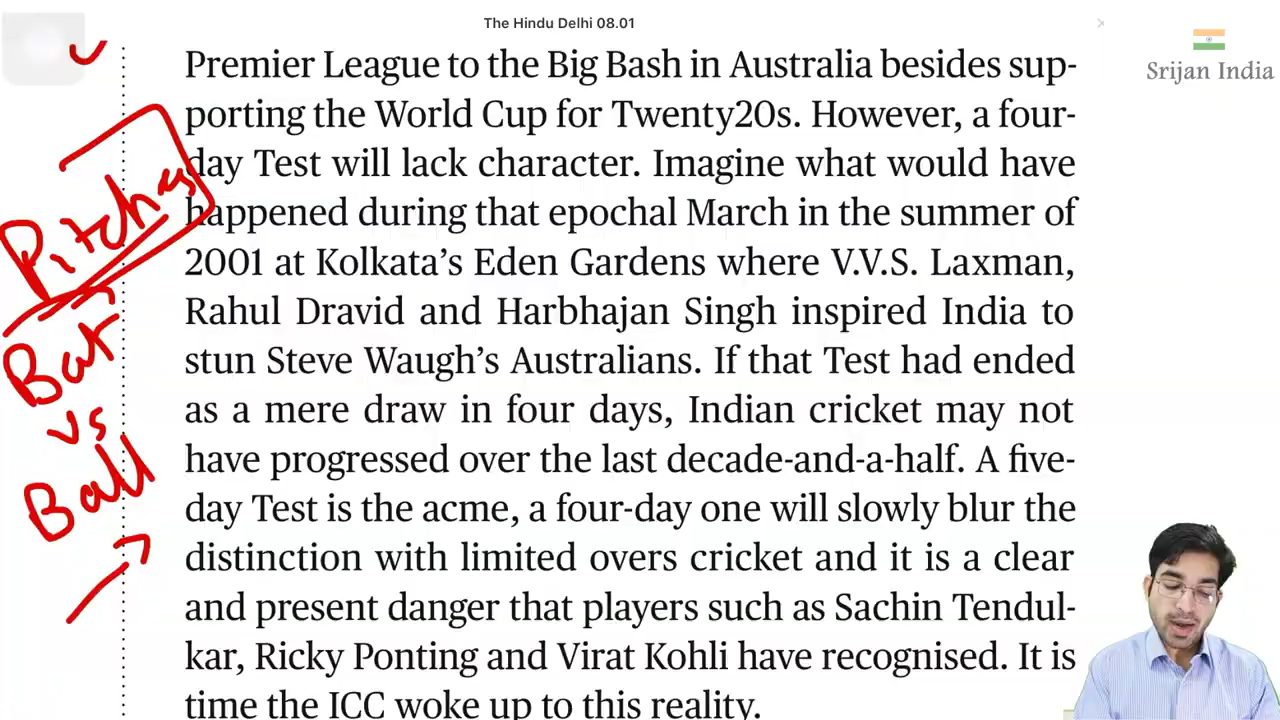 The Hindu Delhi 08.01
×
Srijan India
Premier League to the Big Bash in Australia besides sup-
porting the World Cup for Twenty20s. However, a four-
day Test will lack character. Imagine what would have
happened during that epochal March in the summer of
2001 at Kolkata’s Eden Gardens where V.V.S. Laxman,
Rahul Dravid and Harbhajan Singh inspired India to
stun Steve Waugh’s Australians. If that Test had ended
as a mere draw in four days, Indian cricket may not
have progressed over the last decade-and-a-half. A five-
day Test is the acme, a four-day one will slowly blur the
distinction with limited overs cricket and it is a clear
and present danger that players such as Sachin Tendul-
kar, Ricky Ponting and Virat Kohli have recognised. It is
time the ICC woke up to this reality.
Pitches
Bat
vs
Ball